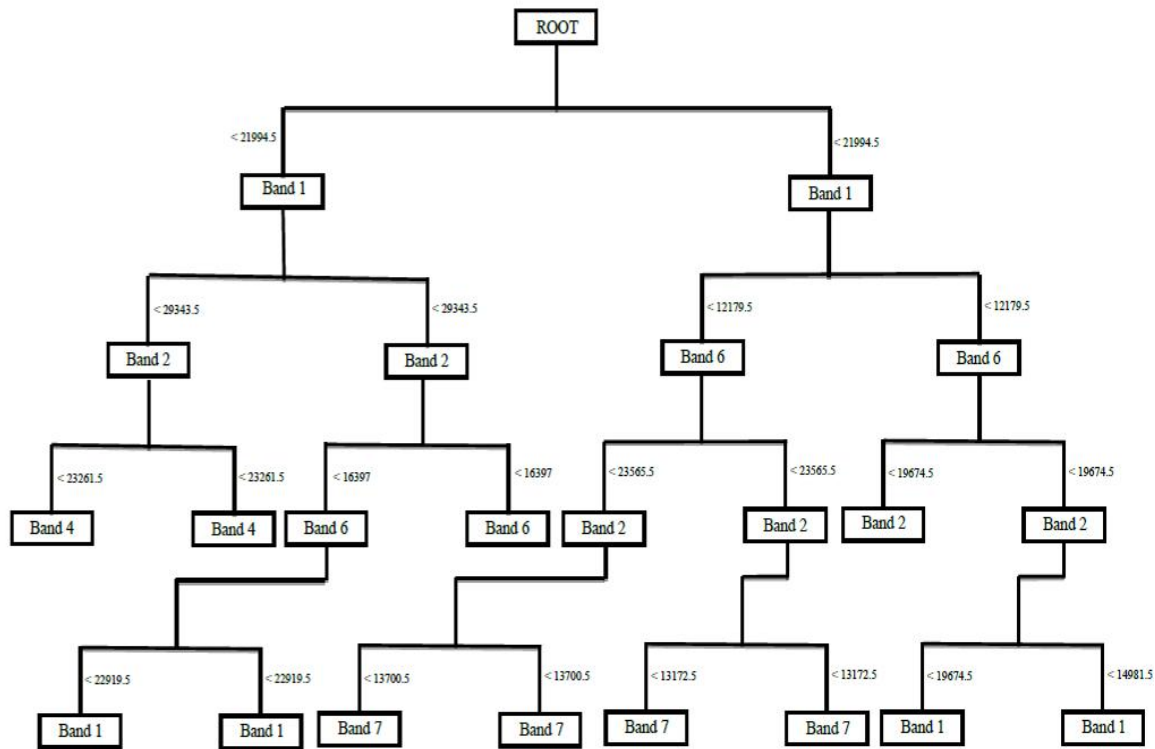 ROOT
< 21994.5
< 21994.5
Band 1
Band 1
< 29343.5
< 29343.5
< 12179.5
< 12179.5
Band 2
Band 2
Band 6
Band 6
< 23261.5
< 23261.5
< 16397
< 16397
< 23565.5
< 23565.5
< 19674.5
< 19674.5
Band 4
Band 4
Band 6
Band 6
Band 2
Band 2
Band 2
Band 2
< 22919.5
< 22919.5
< 13700.5
< 13700.5
< 13172.5
< 13172.5
< 19674.5
< 14981.5
Band 1
Band 1
Band 7
Band 7
Band 7
Band 7
Band 1
Band 1